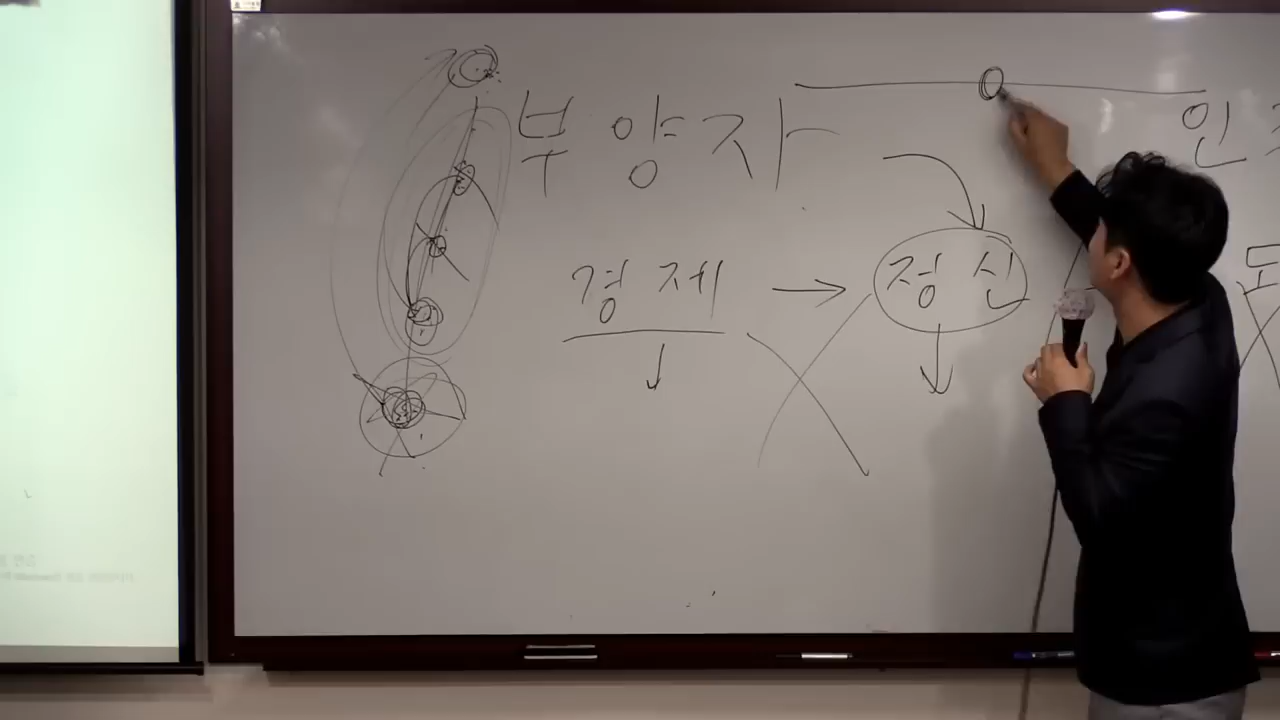 부양자
인
경제 → 정신